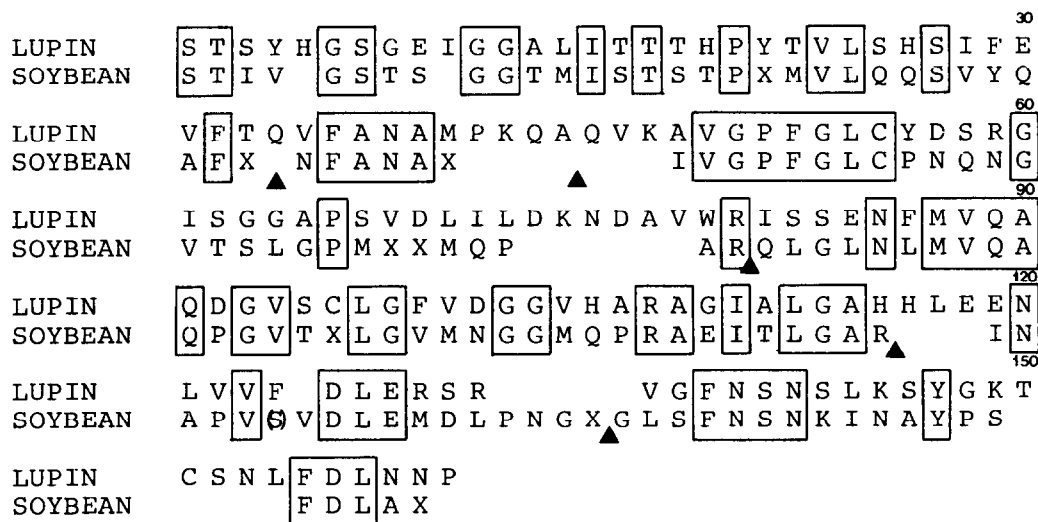 30
LUPIN S T S Y H G S G E I G G A L I T T T H P Y T V L S H S I F E
SOYBEAN S T I V G S T S G G T M I S T S T P X M V L Q Q S V Y Q
60
LUPIN V F T Q V F A N A M P K Q A Q V K A V G P F G L C Y D S R G
SOYBEAN A F X N F A N A X I V G P F G L C P N Q N G
90
LUPIN I S G G A P S V D L I L D K N D A V W R I S S E N F M V Q A
SOYBEAN V T S L G P M X X M Q P A R Q L G L N L M V Q A
120
LUPIN Q D G V S C L G F V D G G V H A R A G I A L G A H H L E E N
SOYBEAN Q P G V T X L G V M N G G M Q P R A E I T L G A R I N
150
LUPIN L V V F D L E R S R V G F N S N S L K S Y G K T
SOYBEAN A P V (S) V D L E M D L P N G X G L S F N S N K I N A Y P S
LUPIN C S N L F D L N N P
SOYBEAN F D L A X